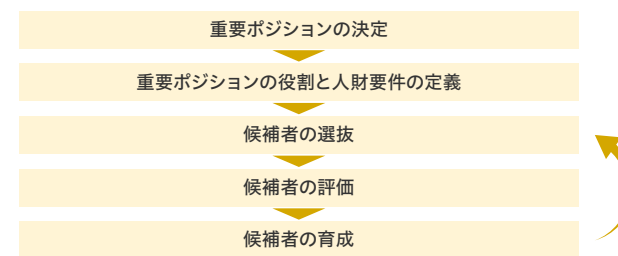 重要ポジションの決定
重要ポジションの役割と人財要件の定義
候補者の選抜
候補者の評価
候補者の育成